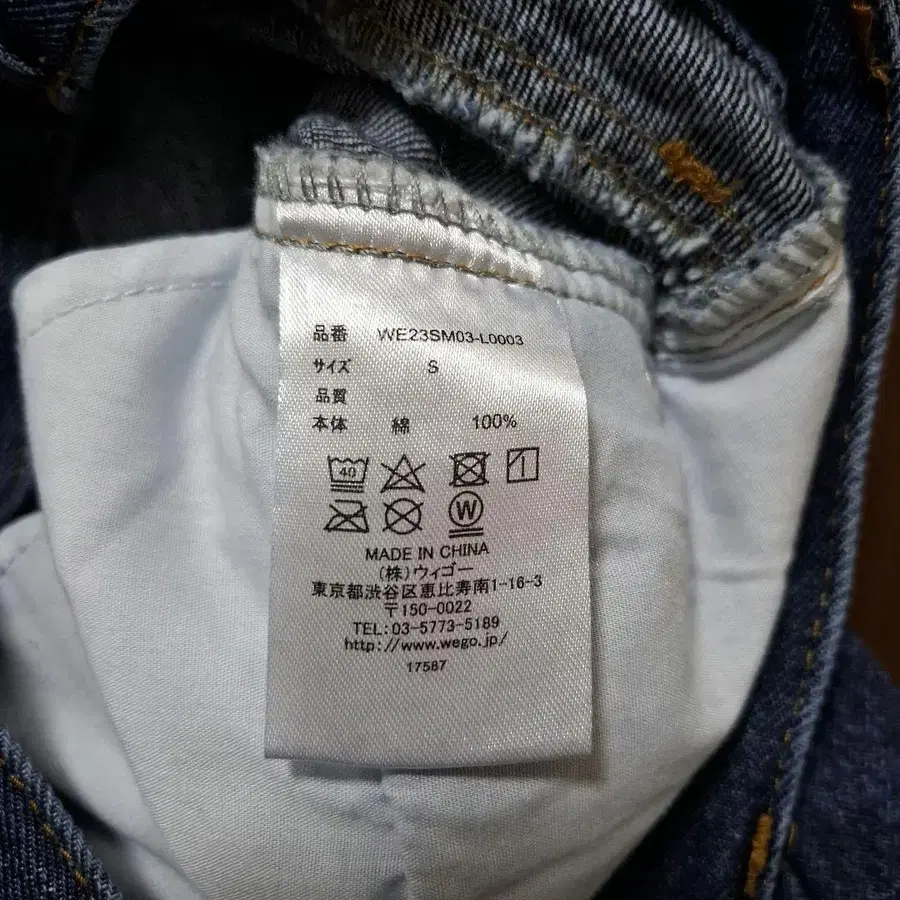 品番 WE23SM03-L0003
サイズ S
品質
本体 綿 100%
40
W
MADE IN CHINA
(株)ウィゴー
東京都渋谷区恵比寿南1-16-3
〒150-0022
TEL:03-5773-5189
http://www.wego.jp/
17587